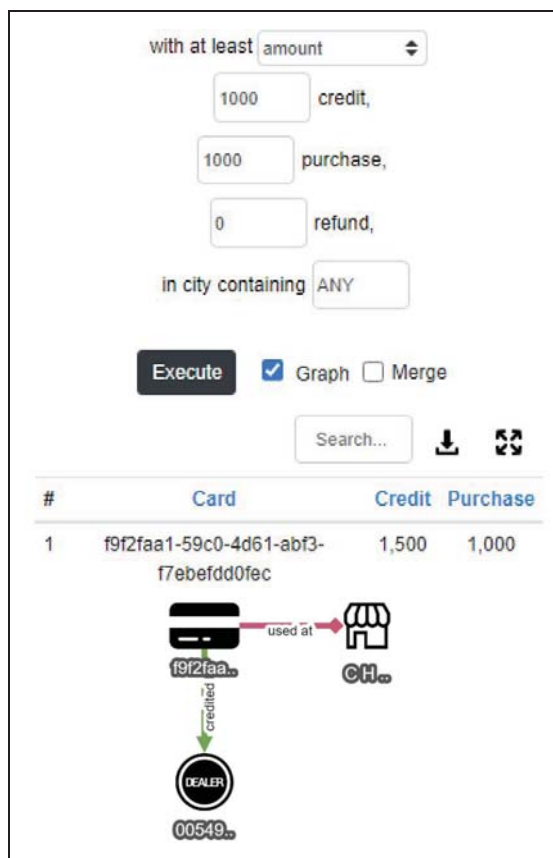 with at least amount
1000 credit,
1000 purchase,
0 refund,
in city containing ANY
Execute Graph Merge
Search...
# Card Credit Purchase
1 f9f2faa1-59c0-4d61-abf3- 1,500 1,000
f7ebefdd0fec
used at
f9f2faa.. C H...
credited
DEALER
00549..